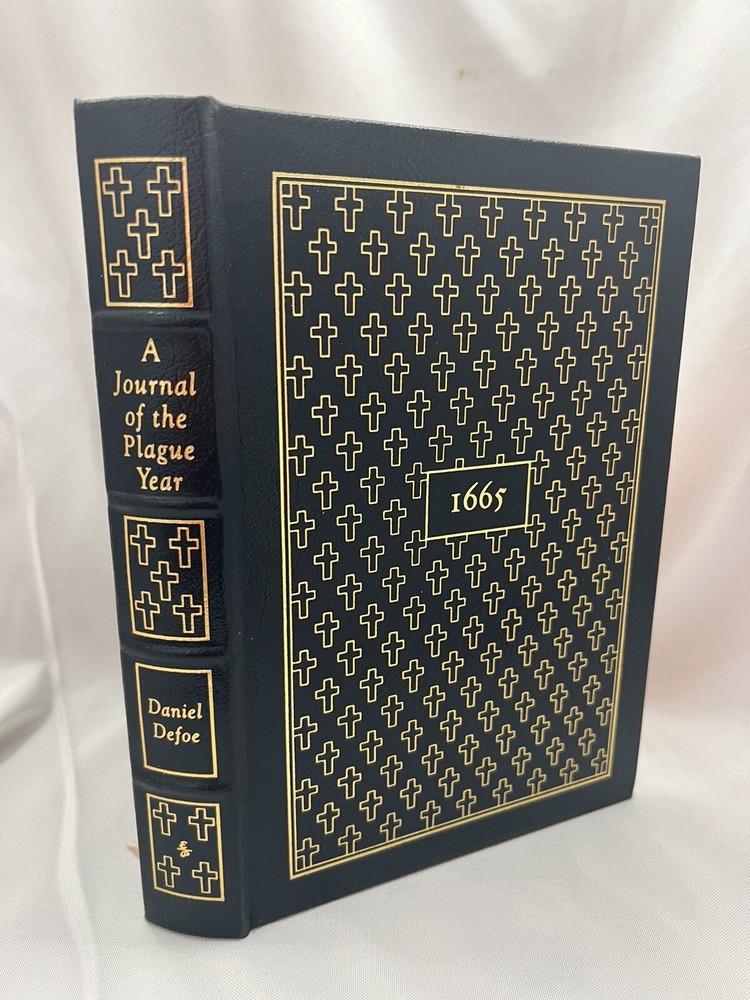 A
Journal
of the
Plague
Year
Daniel
Defoe
1665